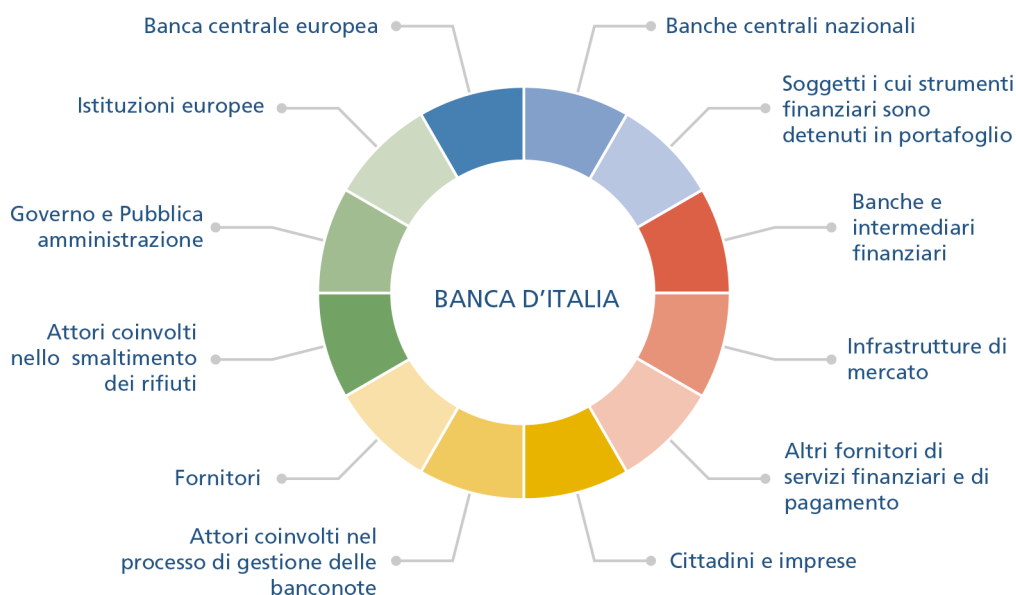 Banca centrale europea
Banche centrali nazionali
Soggetti i cui strumenti
finanziari sono
detenuti in portafoglio
Istituzioni europee
Banche e
intermediari
finanziari
Governo e Pubblica
amministrazione
BANCA D’ITALIA
Attori coinvolti
nello smaltimento
dei rifiuti
Infrastrutture di
mercato
Altri fornitori di
servizi finanziari e di
pagamento
Fornitori
Attori coinvolti nel
processo di gestione delle
banconote
Cittadini e imprese